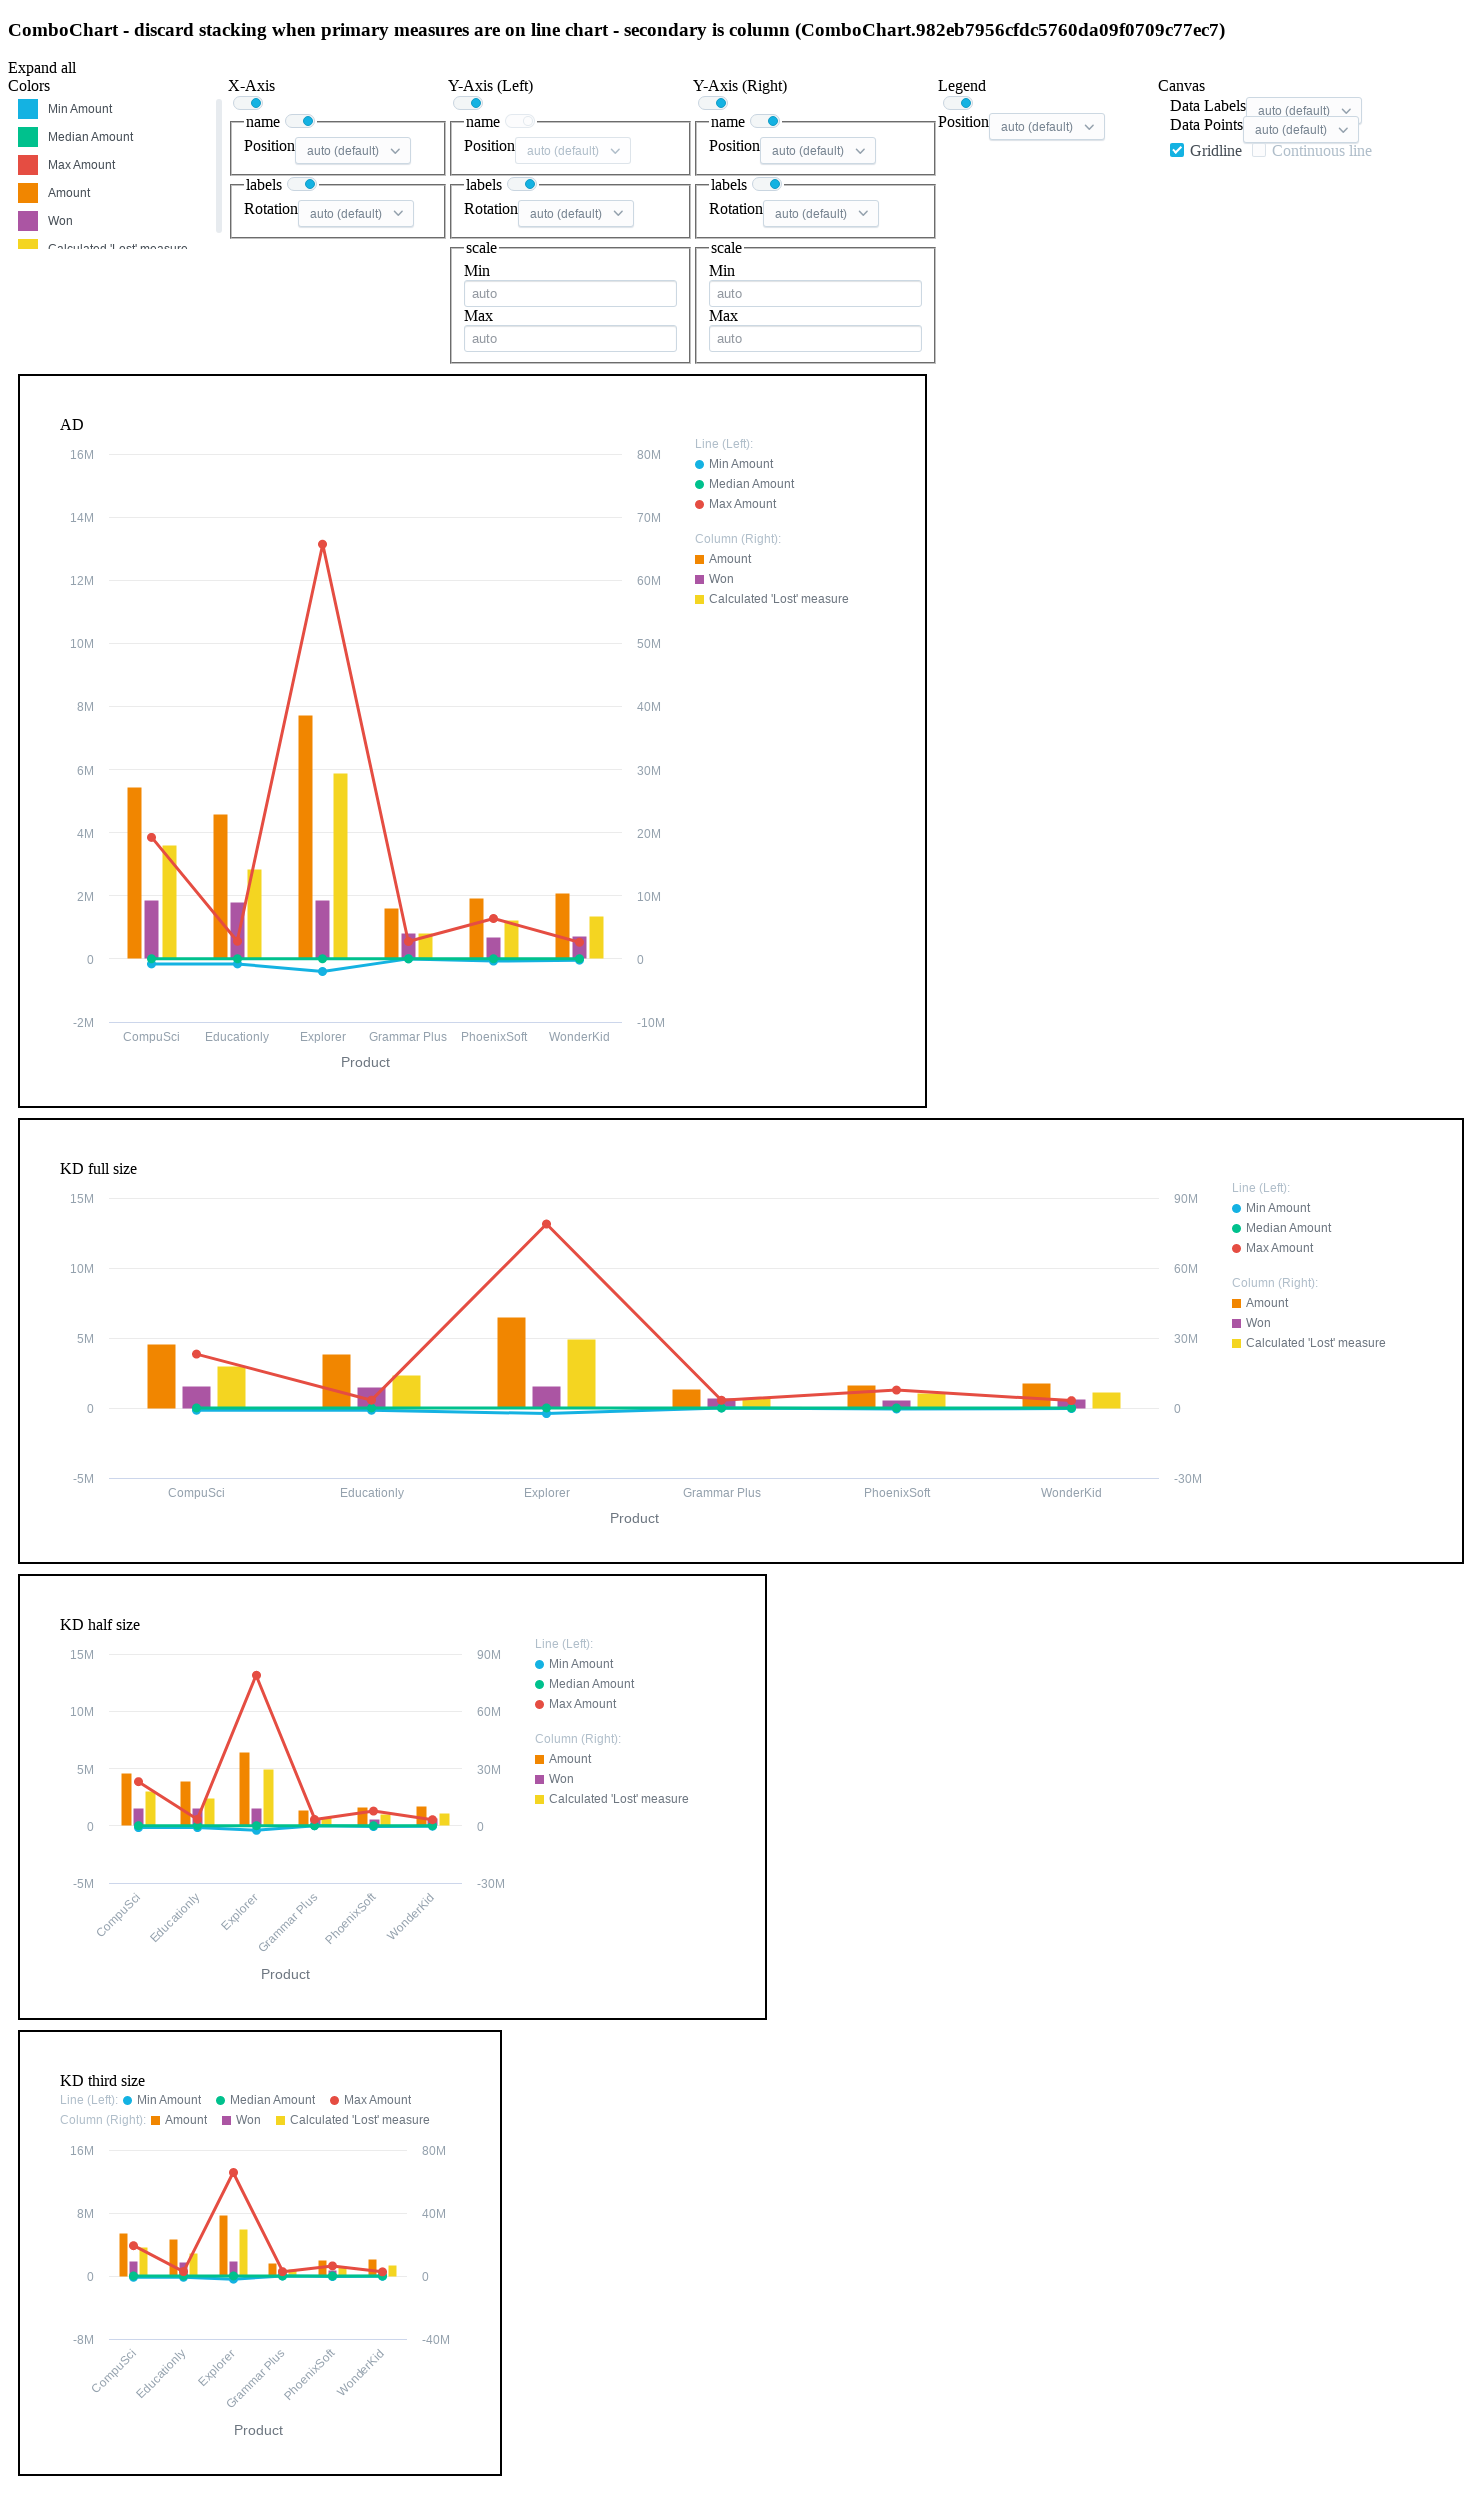 ComboChart - discard stacking when primary measures are on line chart - secondary is column (ComboChart.982eb7956cfdc5760da09f0709c77ec7)
Expand all
Colors
Min Amount
Median Amount
Max Amount
Amount
Won
Calculated 'Lost' measure
X-Axis
name
Position auto (default)
labels
Rotation auto (default)
Y-Axis (Left)
name
Position auto (default)
labels
Rotation auto (default)
scale
Min
auto
Max
auto
Y-Axis (Right)
name
Position auto (default)
labels
Rotation auto (default)
scale
Min
auto
Max
auto
Legend
Position auto (default)
Canvas
Data Labels auto (default)
Data Points auto (default)
Gridline Continuous line
AD
16M
14M
12M
10M
8M
6M
4M
2M
0
-2M
80M
70M
60M
50M
40M
30M
20M
10M
0
-10M
CompuSci Educationly Explorer Grammar Plus PhoenixSoft WonderKid
Product
Line (Left):
Min Amount
Median Amount
Max Amount
Column (Right):
Amount
Won
Calculated 'Lost' measure
KD full size
15M
10M
5M
0
-5M
90M
60M
30M
0
-30M
CompuSci Educationly Explorer Grammar Plus PhoenixSoft WonderKid
Product
Line (Left):
Min Amount
Median Amount
Max Amount
Column (Right):
Amount
Won
Calculated 'Lost' measure
KD half size
15M
10M
5M
0
-5M
90M
60M
30M
0
-30M
CompuSci Educationly Explorer Grammar Plus PhoenixSoft WonderKid
Product
Line (Left):
Min Amount
Median Amount
Max Amount
Column (Right):
Amount
Won
Calculated 'Lost' measure
KD third size
Line (Left): Min Amount Median Amount Max Amount
Column (Right): Amount Won Calculated 'Lost' measure
16M
8M
0
-8M
80M
40M
0
-40M
CompuSci Educationly Explorer Grammar Plus PhoenixSoft WonderKid
Product